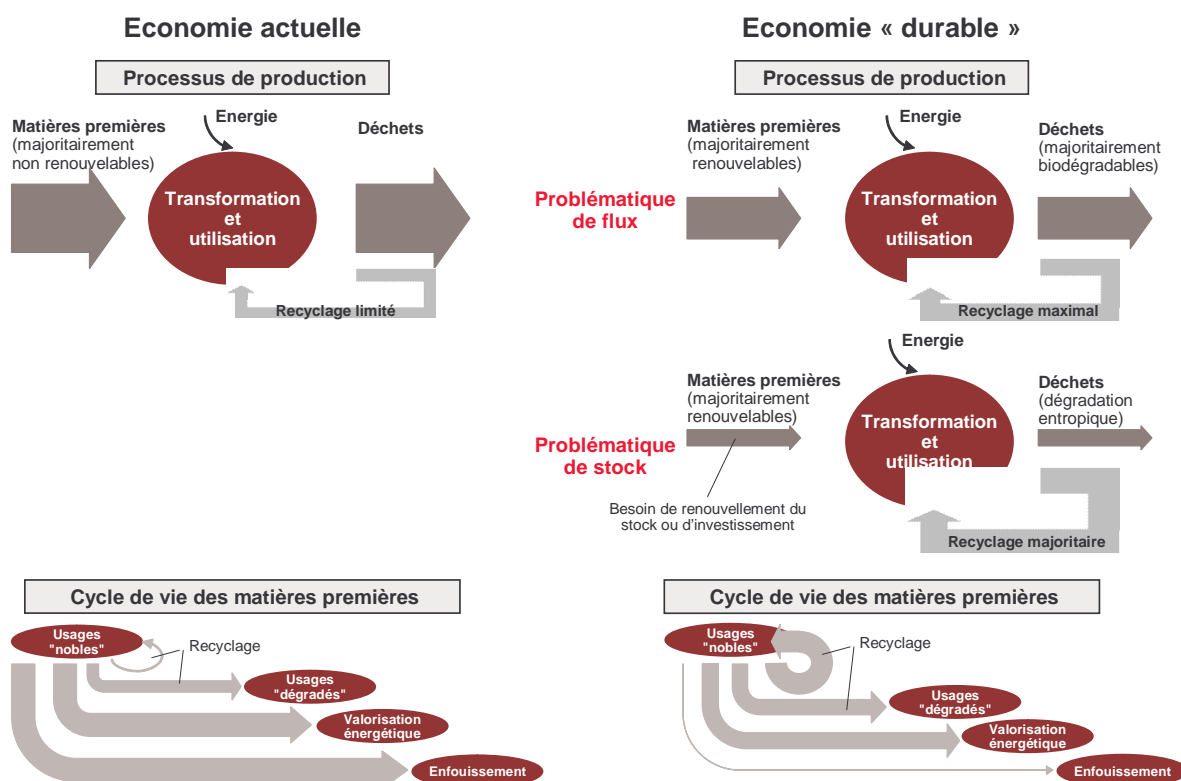 Economie actuelle
Processus de production
Energie
Matières premières
(majoritairement
non renouvelables)
Déchets
Transformation
et
utilisation
Recyclage limité
Cycle de vie des matières premières
Usages
"nobles"
Recyclage
Usages
"dégradés"
Valorisation
énergétique
Enfouissement
Economie « durable »
Processus de production
Energie
Matières premières
(majoritairement
renouvelables)
Déchets
(majoritairement
biodégradables)
Problématique
de flux
Transformation
et
utilisation
Recyclage maximal
Energie
Matières premières
(majoritairement
renouvelables)
Déchets
(dégradation
entropique)
Problématique
de stock
Transformation
et
utilisation
Besoin de renouvellement du
stock ou d'investissement
Recyclage majoritaire
Cycle de vie des matières premières
Usages
"nobles"
Recyclage
Usages
"dégradés"
Valorisation
énergétique
Enfouissement